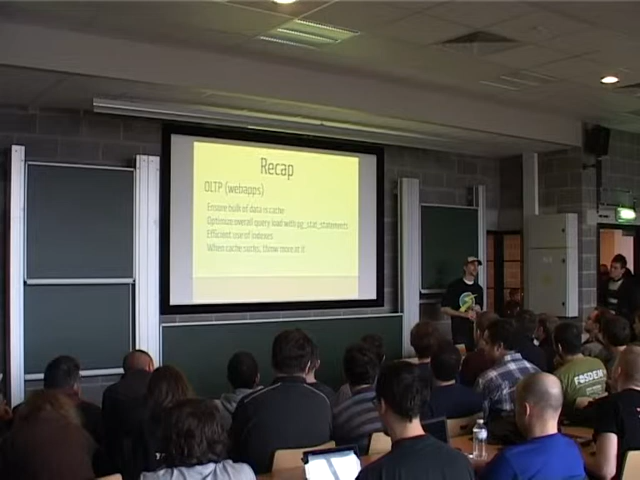 Recap
OLTP (webapps)
Ensure bulk of data is cache
Optimize overall query load with pg_stat_statements
Efficient use of indexes
When cache sucks, throw more at it
FOSDEM